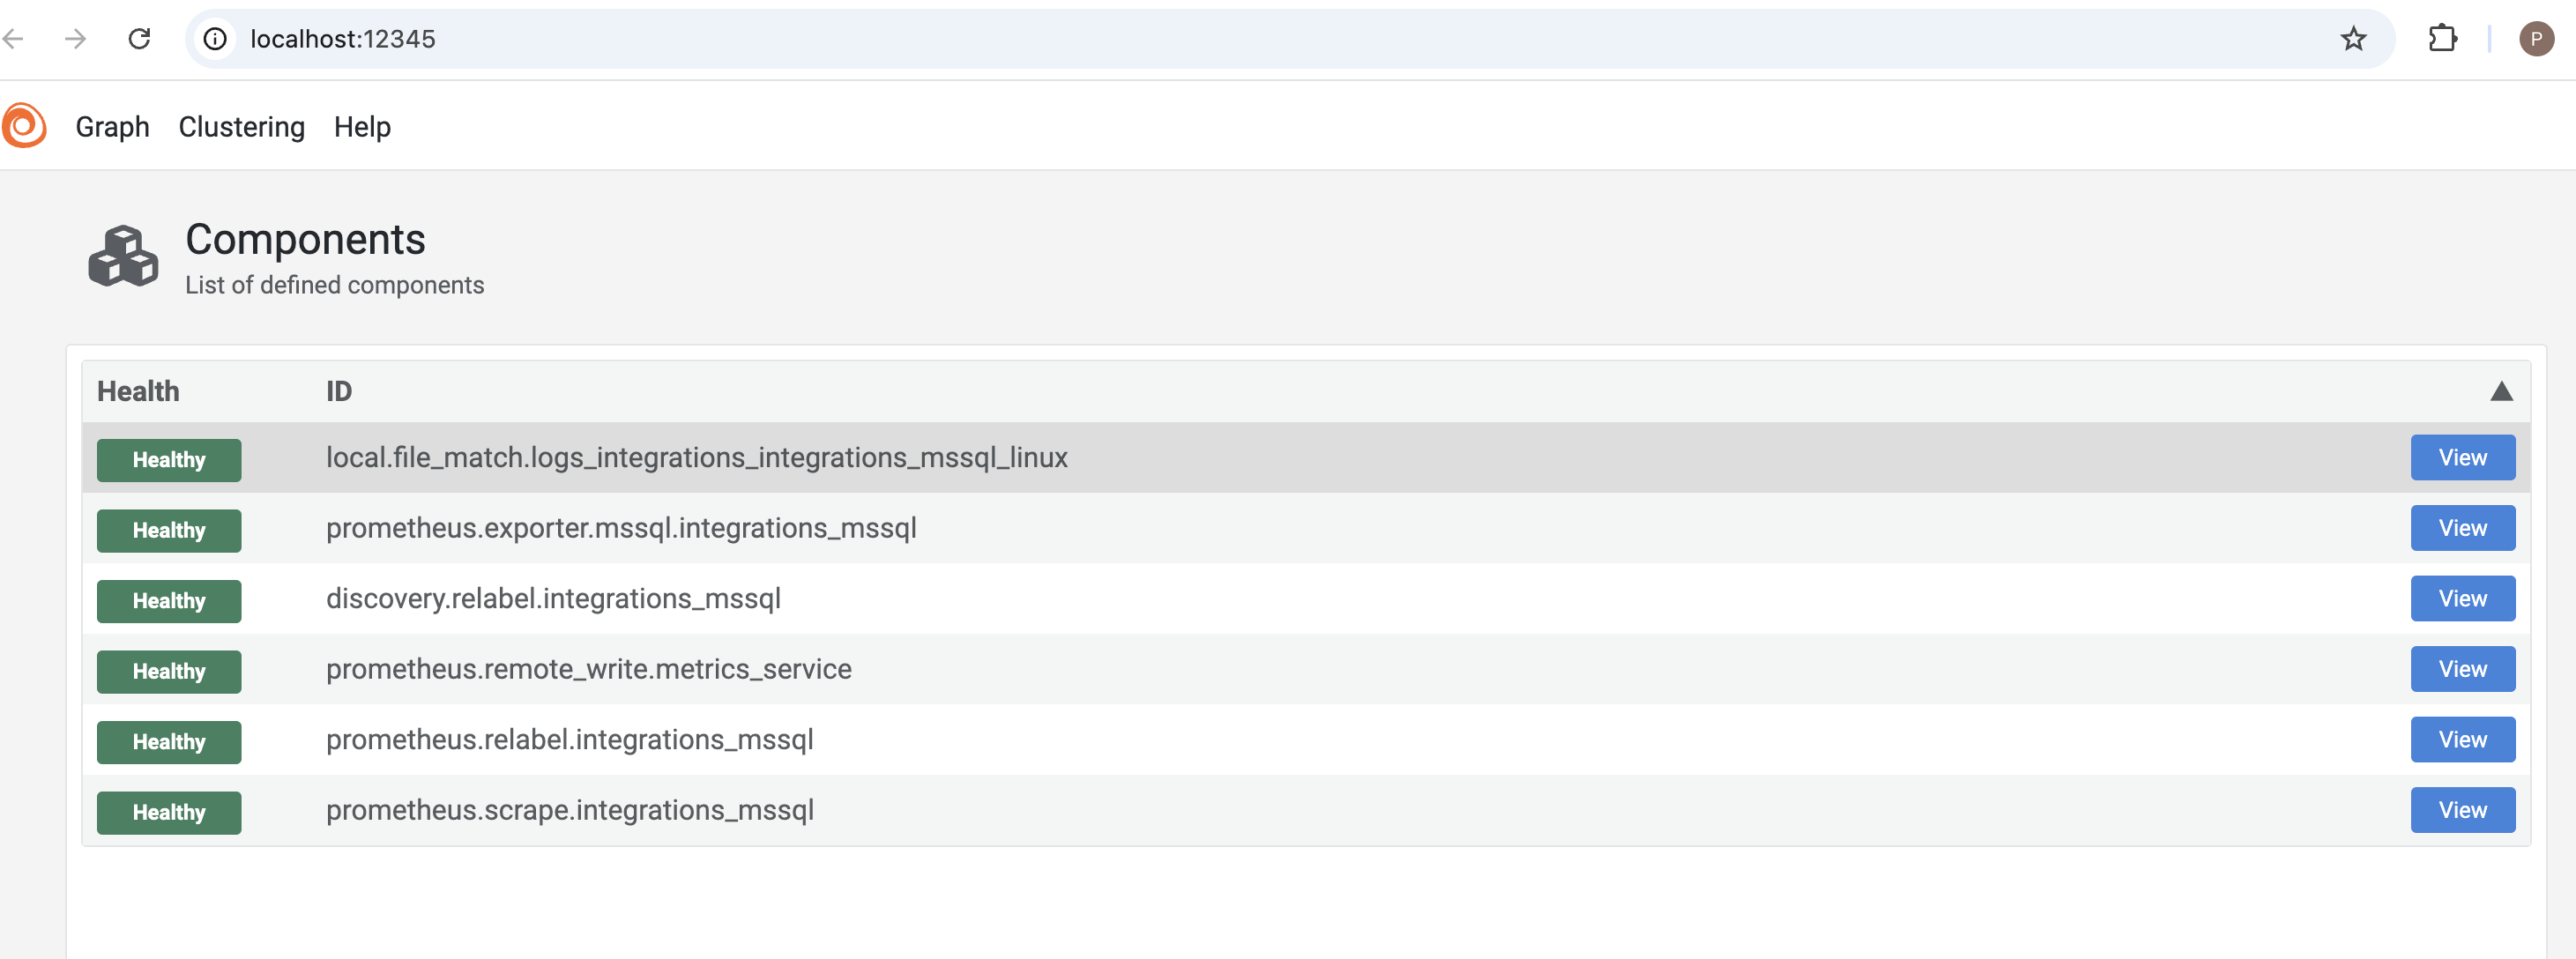 localhost:12345
P
Graph Clustering Help
Components
List of defined components
Health ID ▲
Healthy local.file_match.logs_integrations_integrations_mssql_linux View
Healthy prometheus.exporter.mssql.integrations_mssql View
Healthy discovery.relabel.integrations_mssql View
Healthy prometheus.remote_write.metrics_service View
Healthy prometheus.relabel.integrations_mssql View
Healthy prometheus.scrape.integrations_mssql View